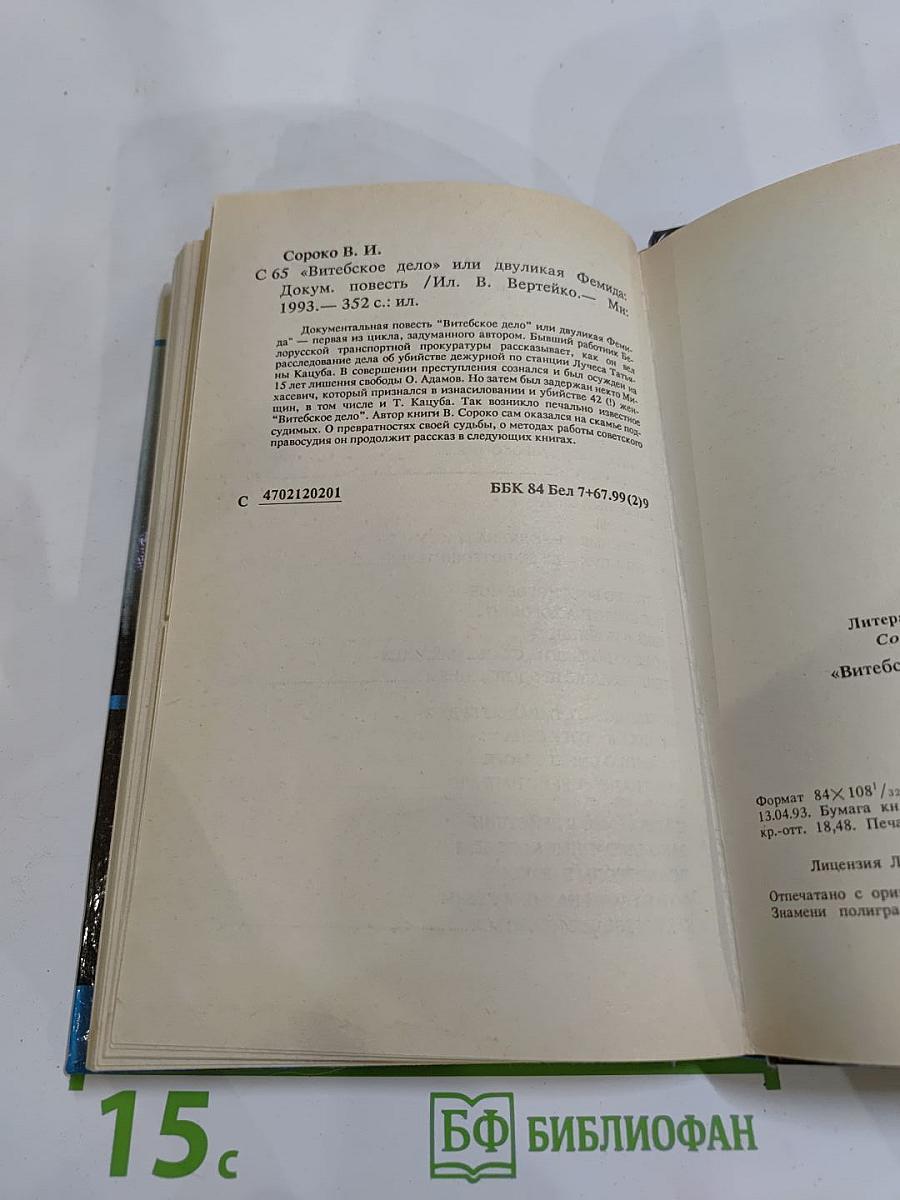 Сороко В. И.
С 65 «Витебское дело» или двуликая Фемида:
Докум. повесть /Ил. В. Вертейко.— Мн:
1993.— 352 с.: ил.
Документальная повесть "Витебское дело" или двуликая Феми-
да" — первая из цикла, задуманного автором. Бывший работник Бе-
лорусской транспортной прокуратуры рассказывает, как он вел
расследование дела об убийстве дежурной по станции Лучеса Татья-
ны Кацуба. В совершении преступления сознался и был осужден на
15 лет лишения свободы О. Адамов. Но затем был задержан некто Ми-
хасевич, который признался в изнасиловании и убийстве 42 (!) жен-
щин, в том числе и Т. Кацуба. Так возникло печально известное
"Витебское дело". Автор книги В. Сороко сам оказался на скамье под-
судимых. О превратностях своей судьбы, о методах работы советского
правосудия он продолжит рассказ в следующих книгах.
С 4702120201
ББК 84 Бел 7+67.99(2)9
Литера
Со
«Витебс
Формат 84×108¹/32
13.04.93. Бумага кн
кр.-отт. 18,48. Печа
Лицензия Л
Отпечатано с ори
Знамени полигра
15 с
БФ БИБЛИОФАН